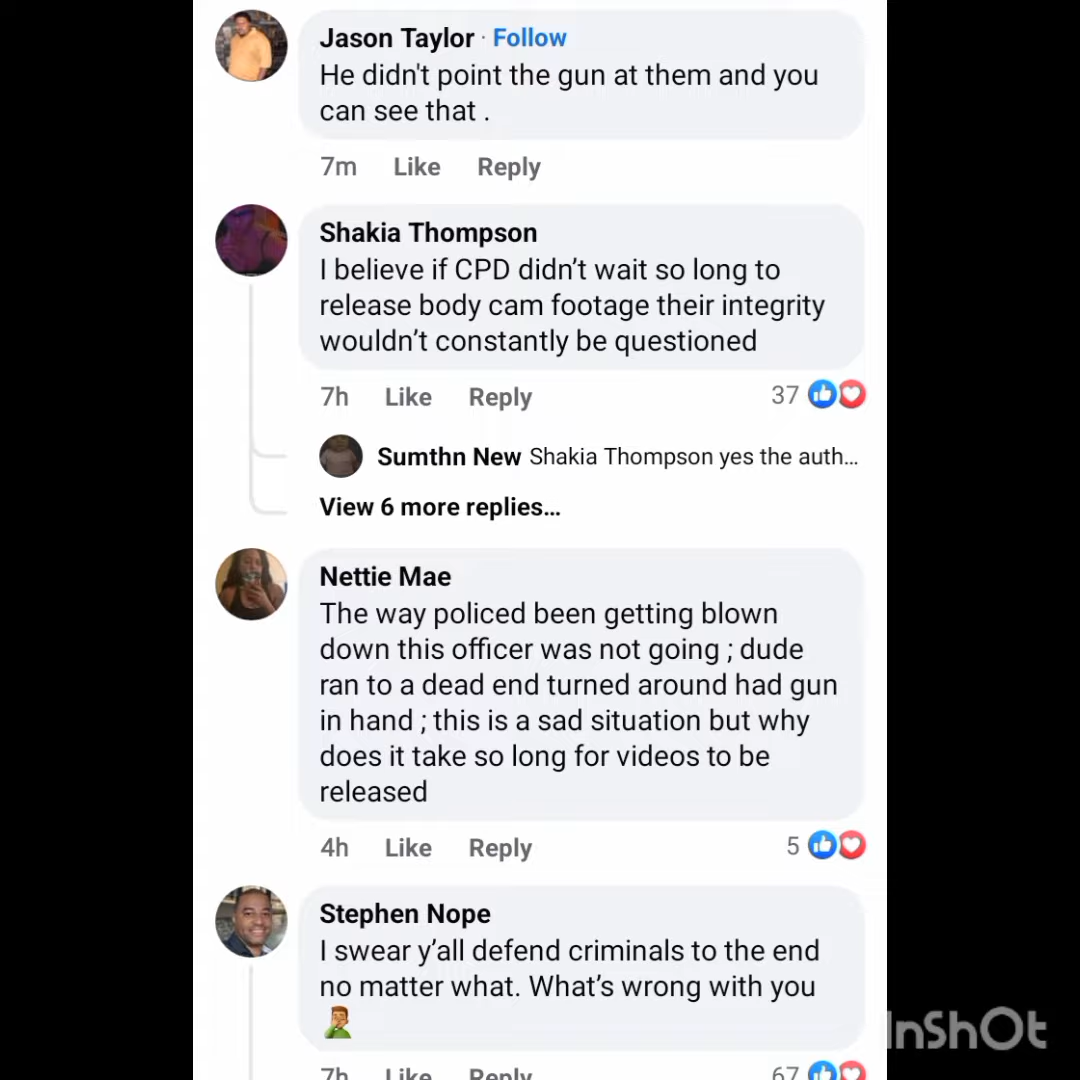 Jason Taylor · Follow
He didn't point the gun at them and you
can see that .
7m Like Reply
Shakia Thompson
I believe if CPD didn’t wait so long to
release body cam footage their integrity
wouldn’t constantly be questioned
7h Like Reply 37
Sumthn New Shakia Thompson yes the auth...
View 6 more replies...
Nettie Mae
The way policed been getting blown
down this officer was not going ; dude
ran to a dead end turned around had gun
in hand ; this is a sad situation but why
does it take so long for videos to be
released
4h Like Reply 5
Stephen Nope
I swear y’all defend criminals to the end
no matter what. What’s wrong with you
🤦‍♂️
InShOt
7h Like Reply 67